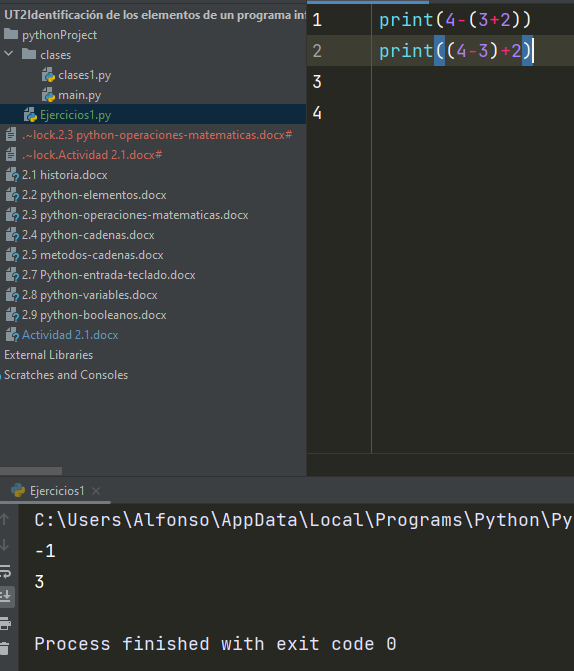 UT2Identificación de los elementos de un programa in
pythonProject
clases
clases1.py
main.py
Ejercicios1.py
.~lock.2.3 python-operaciones-matematicas.docx#
.~lock.Actividad 2.1.docx#
2.1 historia.docx
2.2 python-elementos.docx
2.3 python-operaciones-matematicas.docx
2.4 python-cadenas.docx
2.5 metodos-cadenas.docx
2.7 Python-entrada-teclado.docx
2.8 python-variables.docx
2.9 python-booleanos.docx
Actividad 2.1.docx
External Libraries
Scratches and Consoles
1 print(4-(3+2))
2 print((4-3)+2)
3
4
Ejercicios1
C:\Users\Alfonso\AppData\Local\Programs\Python\Py
-1
3
Process finished with exit code 0